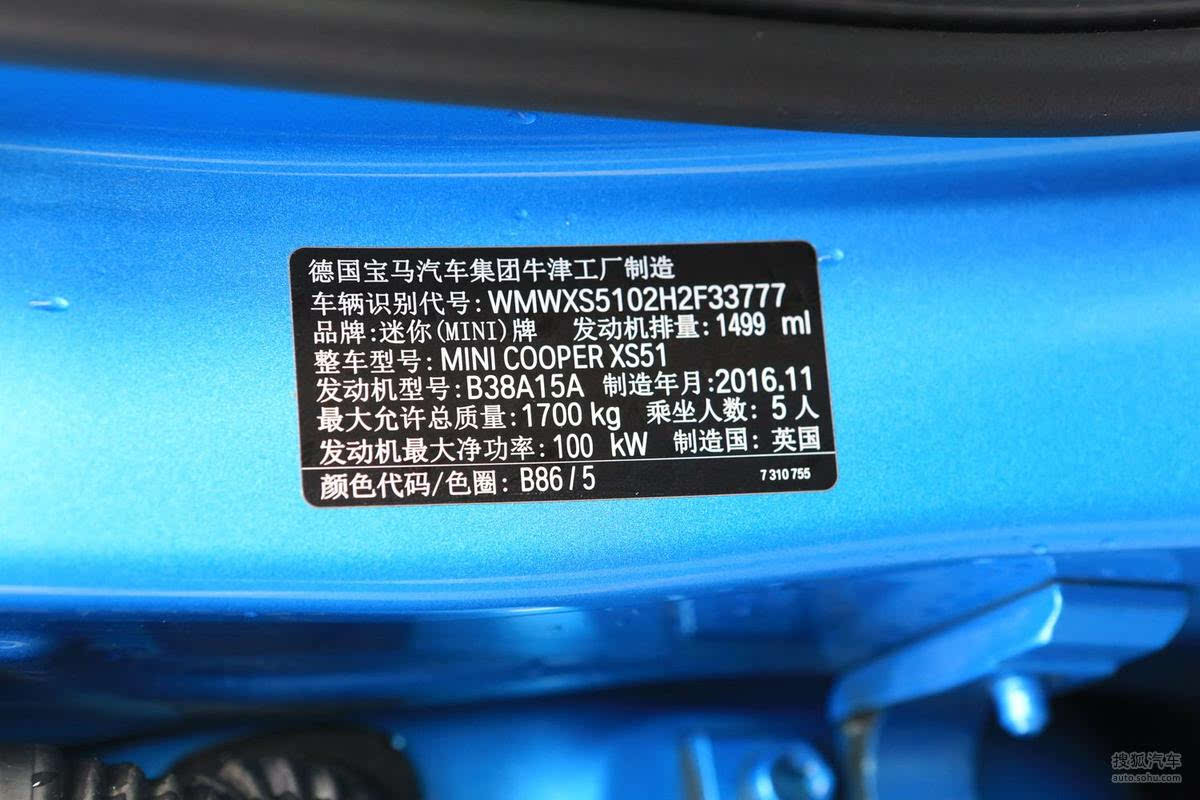 德国宝马汽车集团牛津工厂制造
车辆识别代号: WMWXS5102H2F33777
品牌:迷你(MINI)牌 发动机排量: 1499 ml
整车型号: MINI COOPER XS51
发动机型号: B38A15A 制造年月:2016.11
最大允许总质量: 1700 kg 乘坐人数: 5 人
发动机最大净功率: 100 kW 制造国: 英国
颜色代码/色圈: B86 / 5 7 310 755
搜狐汽车
auto.sohu.com